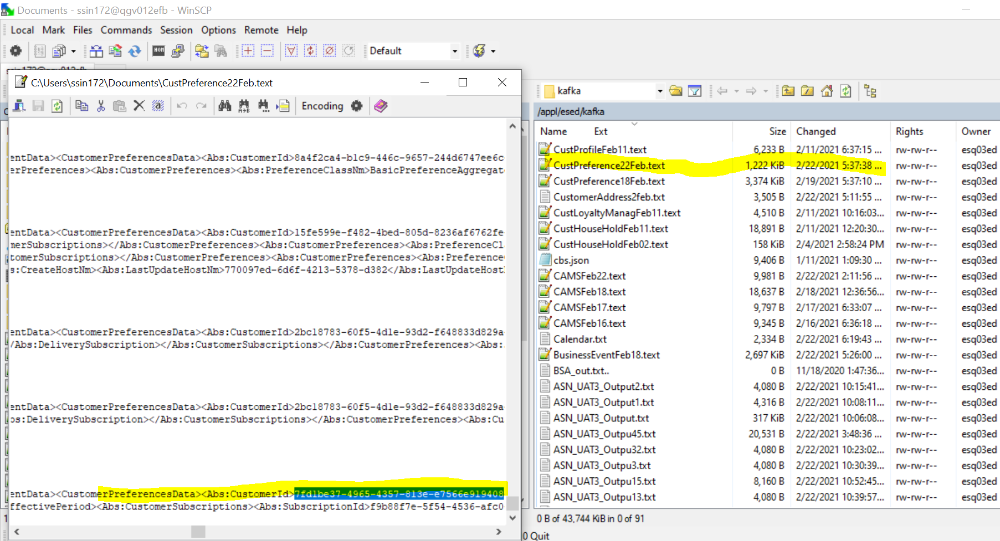 Documents - ssin172@qgv012efb - WinSCP
Local Mark Files Commands Session Options Remote Help
Default
C:\Users\ssin172\Documents\CustPreference22Feb.text
Encoding
entData><CustomerPreferencesData><Abs:CustomerId>8a4f2ca4-b1c9-446c-9657-244d6747ee6c
erPreferences><Abs:CustomerPreferences><Abs:PreferenceClassNm>BasicPreferenceAggregat
entData><CustomerPreferencesData><Abs:CustomerId>15fe599e-f482-4bed-805d-8236af6762fe
merSubscriptions></Abs:CustomerPreferences><Abs:CustomerPreferences><Abs:PreferenceCl
tomerSubscriptions></Abs:CustomerPreferences><Abs:CustomerPreferences><Abs:Preference
s:CreateHostNm><Abs:LastUpdateHostNm>770097ed-6d6f-4213-5378-d382</Abs:LastUpdateHost
entData><CustomerPreferencesData><Abs:CustomerId>2bc18783-60f5-4d1e-93d2-f648833d829a
/Abs:DeliverySubscription></Abs:CustomerSubscriptions></Abs:CustomerPreferences><Abs:
entData><CustomerPreferencesData><Abs:CustomerId>2bc18783-60f5-4d1e-93d2-f648833d829a
bs:DeliverySubscription></Abs:CustomerSubscriptions></Abs:CustomerPreferences><Abs:Cu
entData><CustomerPreferencesData><Abs:CustomerId>7fd1be37-4965-4357-813e-e7566e919408
ffectivePeriod><Abs:CustomerSubscriptions><Abs:SubscriptionId>f9b88f7e-5f54-4536-afc0
kafka
/appl/esed/kafka
Name Ext Size Changed Rights Owner
CustProfileFeb11.text 6,233 B 2/11/2021 6:37:15 ... rw-rw-r-- esq03ed
CustPreference22Feb.text 1,222 KiB 2/22/2021 5:37:38 ... rw-rw-r-- esq03ed
CustPreference18Feb.text 3,374 KiB 2/19/2021 5:37:10 ... rw-rw-r-- esq03ed
CustomerAddress2feb.txt 3,505 B 2/22/2021 5:11:55 ... rw-rw-r-- esq03ed
CustLoyaltyManagFeb11.text 4,510 B 2/11/2021 10:16:03... rw-rw-r-- esq03ed
CustHouseHoldFeb11.text 18,891 B 2/11/2021 12:20:30... rw-rw-r-- esq03ed
CustHouseHoldFeb02.text 158 KiB 2/4/2021 2:58:24 PM rw-rw-r-- esq03ed
cbs.json 9,406 B 1/11/2021 1:09:30 ... rw-rw-r-- esq03ed
CAMSFeb22.text 9,981 B 2/22/2021 2:11:56 ... rw-rw-r-- esq03ed
CAMSFeb18.text 18,637 B 2/18/2021 12:36:56... rw-rw-r-- esq03ed
CAMSFeb17.text 9,797 B 2/17/2021 6:33:07 ... rw-rw-r-- esq03ed
CAMSFeb16.text 9,345 B 2/16/2021 6:36:18 ... rw-rw-r-- esq03ed
Calendar.txt 2,334 B 2/22/2021 6:19:43 ... rw-rw-r-- esq03ed
BusinessEventFeb18.text 2,697 KiB 2/22/2021 5:26:00 ... rw-rw-r-- esq03ed
BSA_out.txt.. 0 B 11/18/2020 1:47:36... rw-rw-r-- esq03ed
ASN_UAT3_Output2.txt 4,080 B 2/22/2021 10:15:41... rw-rw-r-- esq03ed
ASN_UAT3_Output1.txt 4,316 B 2/22/2021 10:08:11... rw-rw-r-- esq03ed
ASN_UAT3_Output.txt 317 KiB 2/22/2021 10:06:08... rw-rw-r-- esq03ed
ASN_UAT3_Outpu45.txt 20,531 B 2/22/2021 3:48:36 ... rw-rw-r-- esq03ed
ASN_UAT3_Outpu32.txt 4,080 B 2/22/2021 10:23:02... rw-rw-r-- esq03ed
ASN_UAT3_Outpu3.txt 4,080 B 2/22/2021 10:30:39... rw-rw-r-- esq03ed
ASN_UAT3_Outpu15.txt 8,160 B 2/22/2021 10:52:45... rw-rw-r-- esq03ed
ASN_UAT3_Outpu13.txt 4,080 B 2/22/2021 10:39:57... rw-rw-r-- esq03ed
0 B of 43,744 KiB in 0 of 91
0 Quit